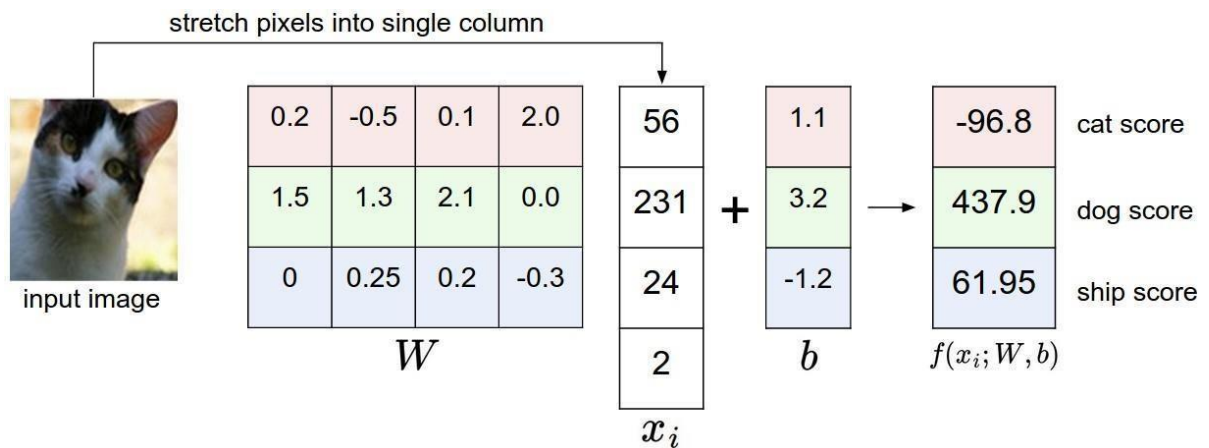 stretch pixels into single column
0.2 -0.5 0.1 2.0 56 1.1 -96.8 cat score
1.5 1.3 2.1 0.0 231 + 3.2 → 437.9 dog score
0 0.25 0.2 -0.3 24 -1.2 61.95 ship score
input image
W 2 b f(x_i; W, b)
x_i